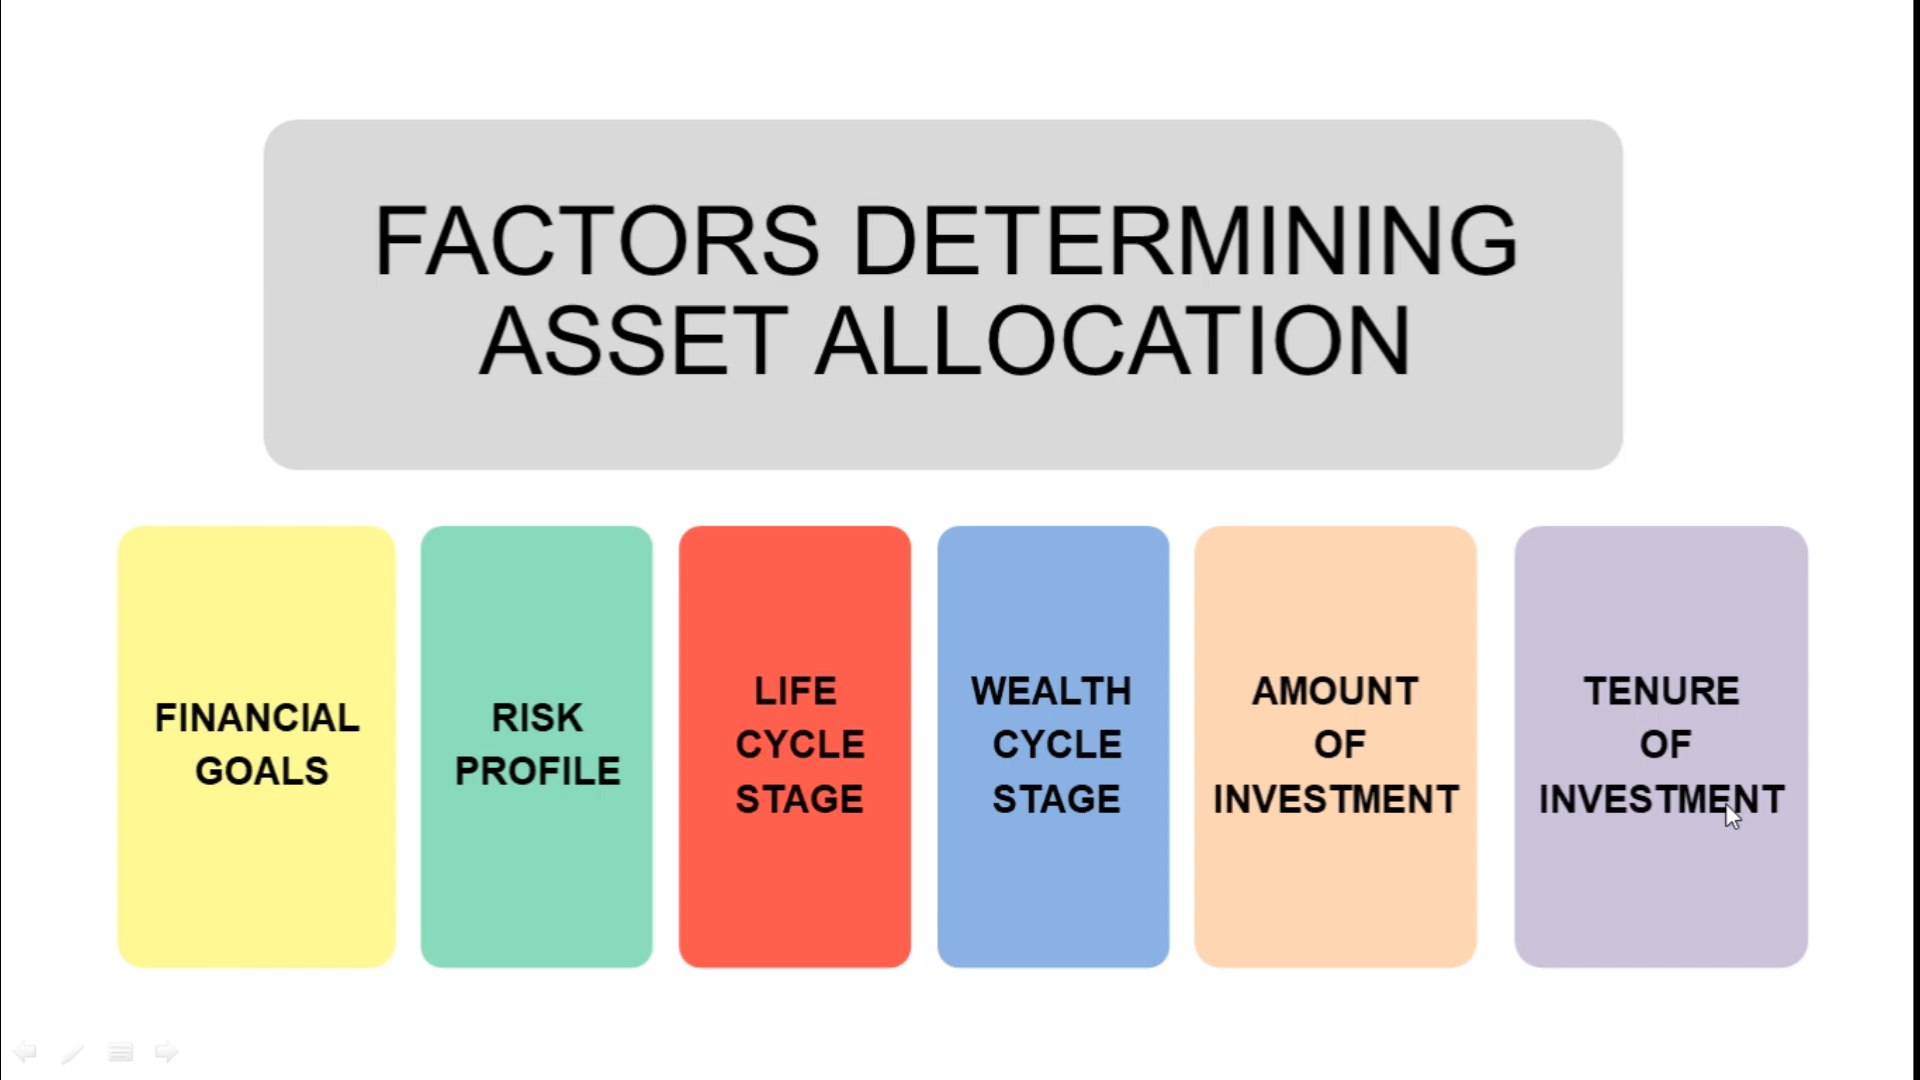 FACTORS DETERMINING
ASSET ALLOCATION
FINANCIAL
GOALS
RISK
PROFILE
LIFE
CYCLE
STAGE
WEALTH
CYCLE
STAGE
AMOUNT
OF
INVESTMENT
TENURE
OF
INVESTMENT